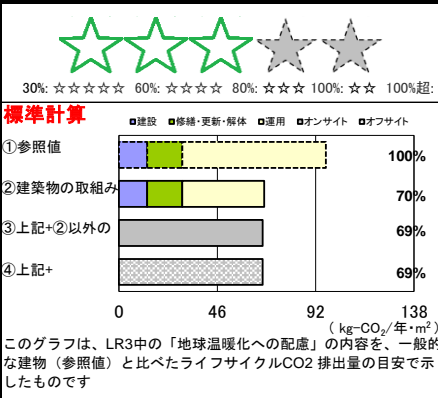 30%: ☆☆☆☆☆ 60%: ☆☆☆☆ 80%: ☆☆☆ 100%: ☆☆ 100%超:
標準計算
■建設 ■修繕・更新・解体 ■運用 ■オンサイト ■オフサイト
①参照値 100%
②建築物の取組み 70%
③上記+②以外の 69%
④上記+ 69%
0 46 92 138
( kg-CO₂/年・m² )
このグラフは、LR3中の「地球温暖化への配慮」の内容を、一般的
な建物(参照値)と比べたライフサイクルCO2 排出量の目安で示
したものです